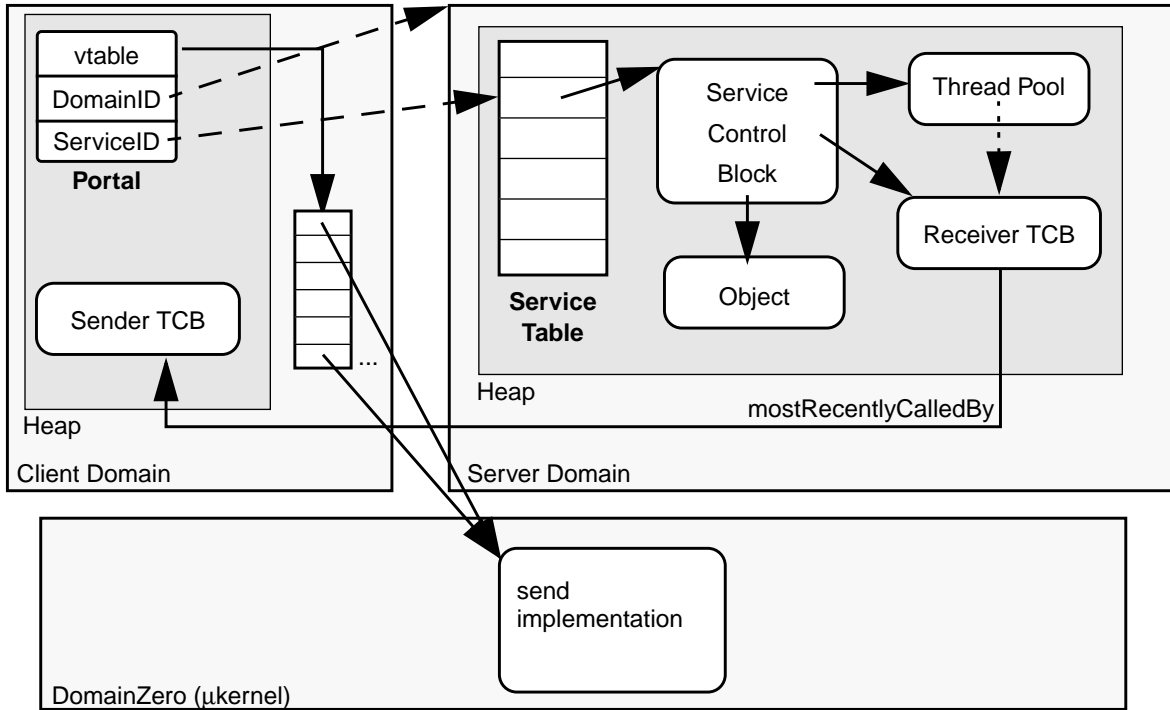 vtable
DomainID
ServiceID
Portal
Sender TCB
...
Heap
Client Domain
Service
Control
Block
Thread Pool
Receiver TCB
Object
Service
Table
Heap
mostRecentlyCalledBy
Server Domain
send
implementation
DomainZero (μkernel)